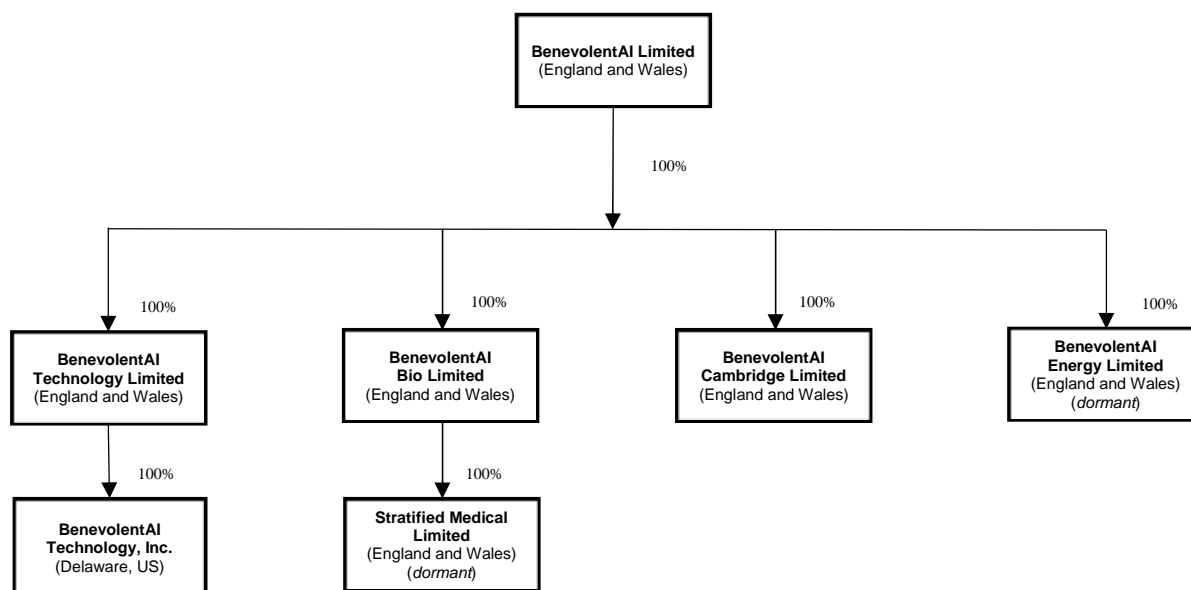 BenevolentAI Limited
(England and Wales)
100%
100%
100%
100%
100%
BenevolentAI
Technology Limited
(England and Wales)
BenevolentAI
Bio Limited
(England and Wales)
BenevolentAI
Cambridge Limited
(England and Wales)
BenevolentAI
Energy Limited
(England and Wales)
(dormant)
100%
100%
BenevolentAI
Technology, Inc.
(Delaware, US)
Stratified Medical
Limited
(England and Wales)
(dormant)